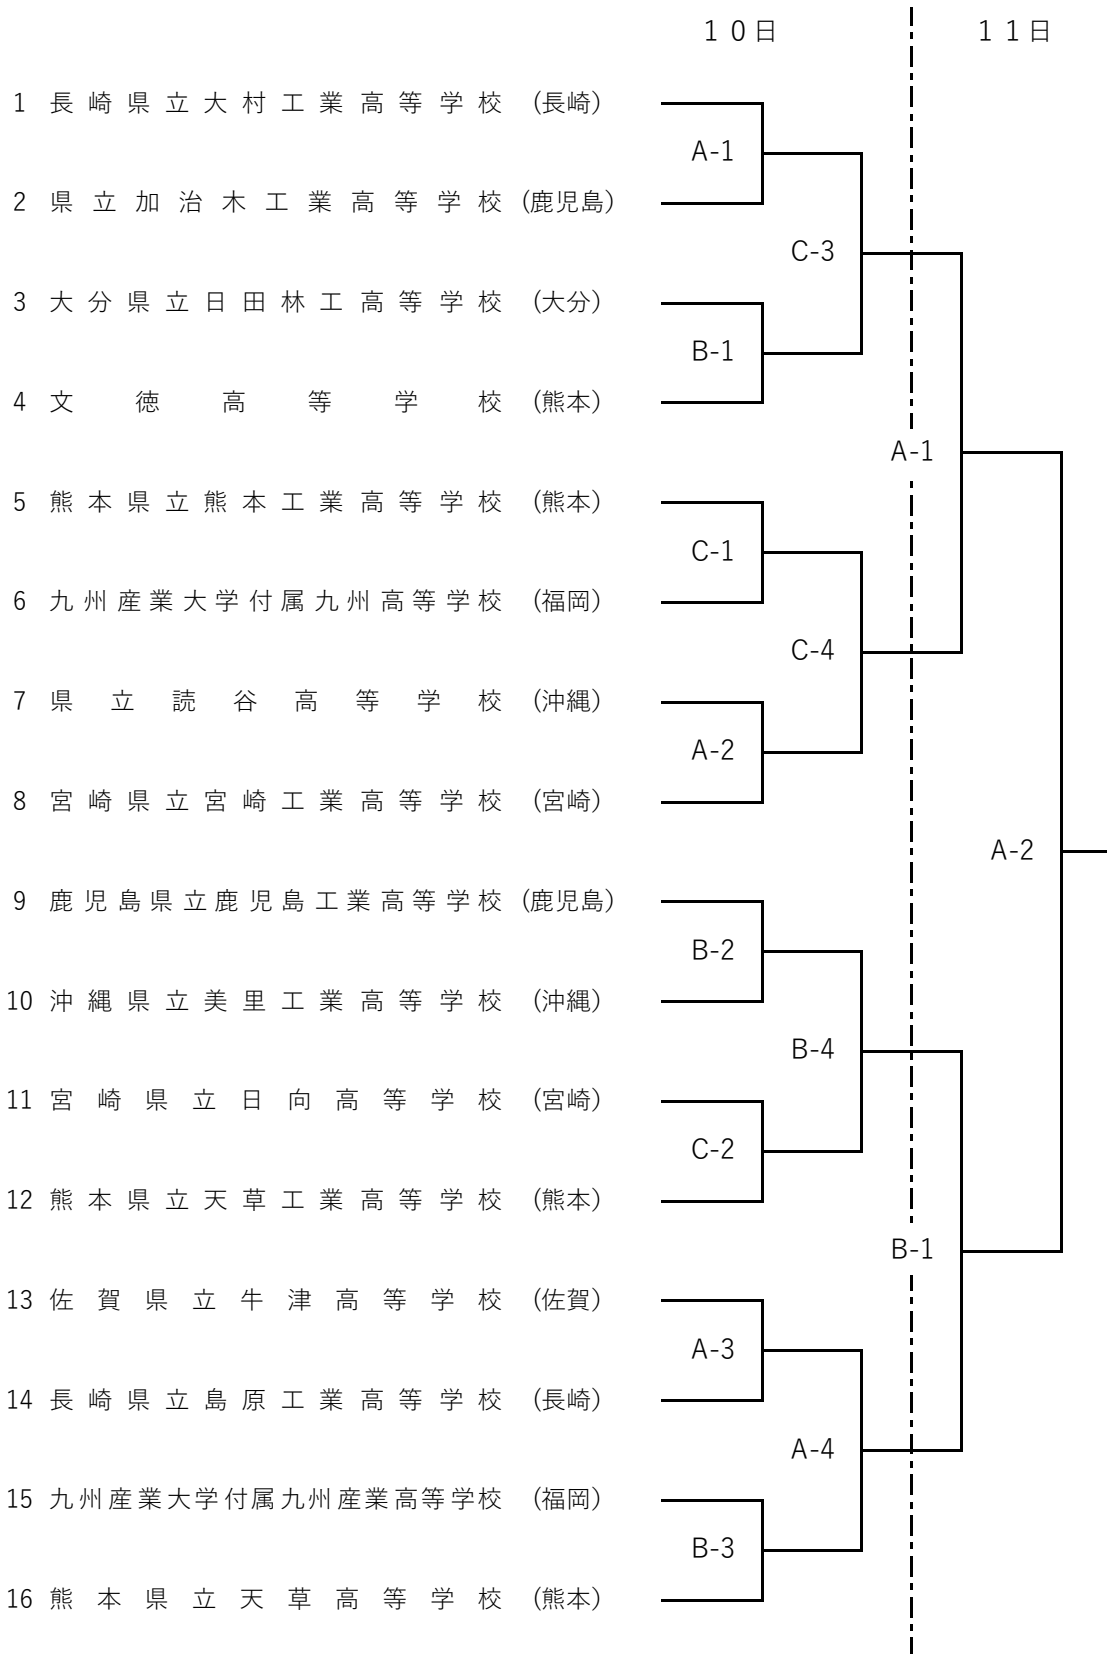 10日 11日
1 長崎県立大村工業高等学校 (長崎)
A-1
2 県立加治木工業高等学校 (鹿児島)
C-3
3 大分県立日田林工高等学校 (大分)
B-1
4 文徳高等学校 (熊本)
A-1
5 熊本県立熊本工業高等学校 (熊本)
C-1
6 九州産業大学付属九州高等学校 (福岡)
C-4
7 県立読谷高等学校 (沖縄)
A-2
8 宮崎県立宮崎工業高等学校 (宮崎)
A-2
9 鹿児島県立鹿児島工業高等学校 (鹿児島)
B-2
10 沖縄県立美里工業高等学校 (沖縄)
B-4
11 宮崎県立日向高等学校 (宮崎)
C-2
12 熊本県立天草工業高等学校 (熊本)
B-1
13 佐賀県立牛津高等学校 (佐賀)
A-3
14 長崎県立島原工業高等学校 (長崎)
A-4
15 九州産業大学付属九州産業高等学校 (福岡)
B-3
16 熊本県立天草高等学校 (熊本)